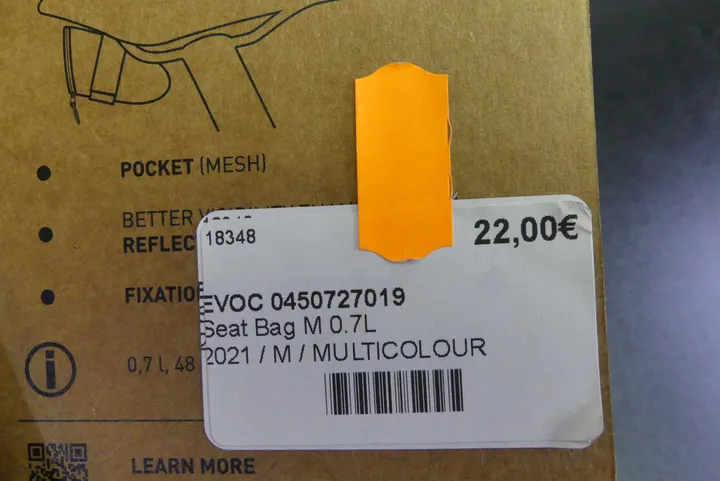 POCKET (MESH)
BETTER
REFLEC
FIXATIO
0,7 l, 48
LEARN MORE
18348
22,00€
EVOC 0450727019
Seat Bag M 0.7L
2021 / M / MULTICOLOUR